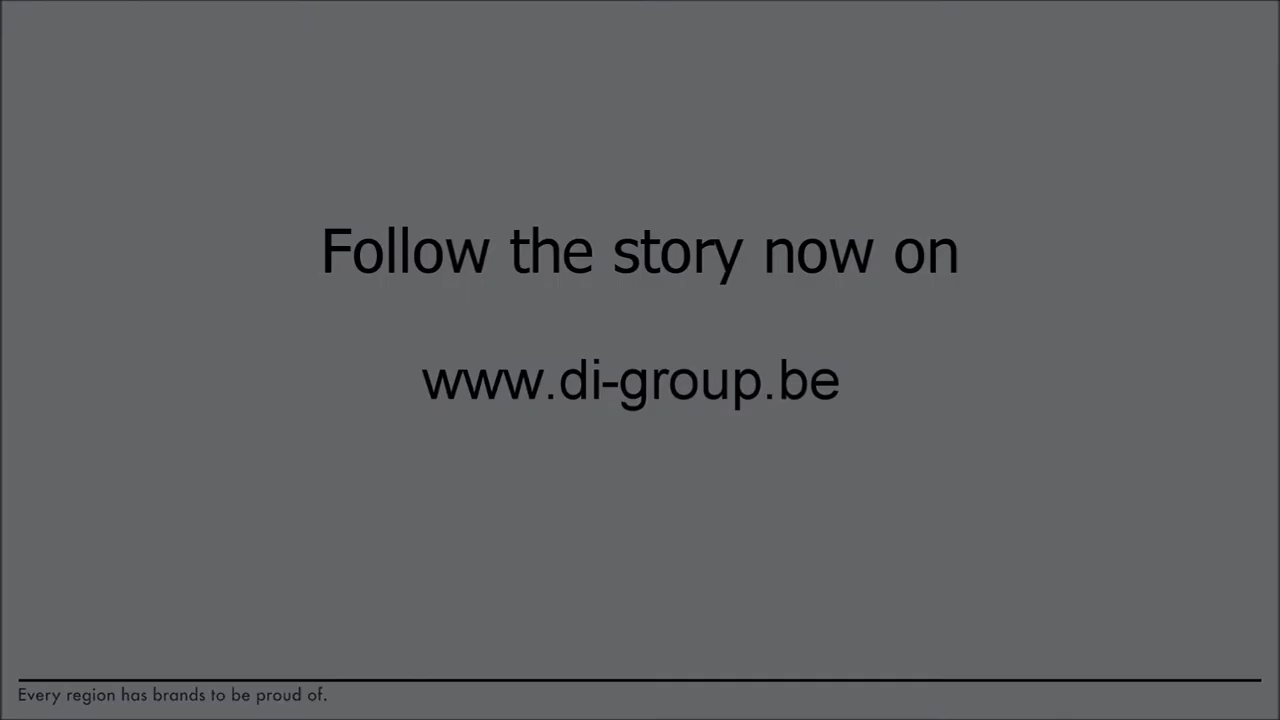 Follow the story now on
www.di-group.be
Every region has brands to be proud of.